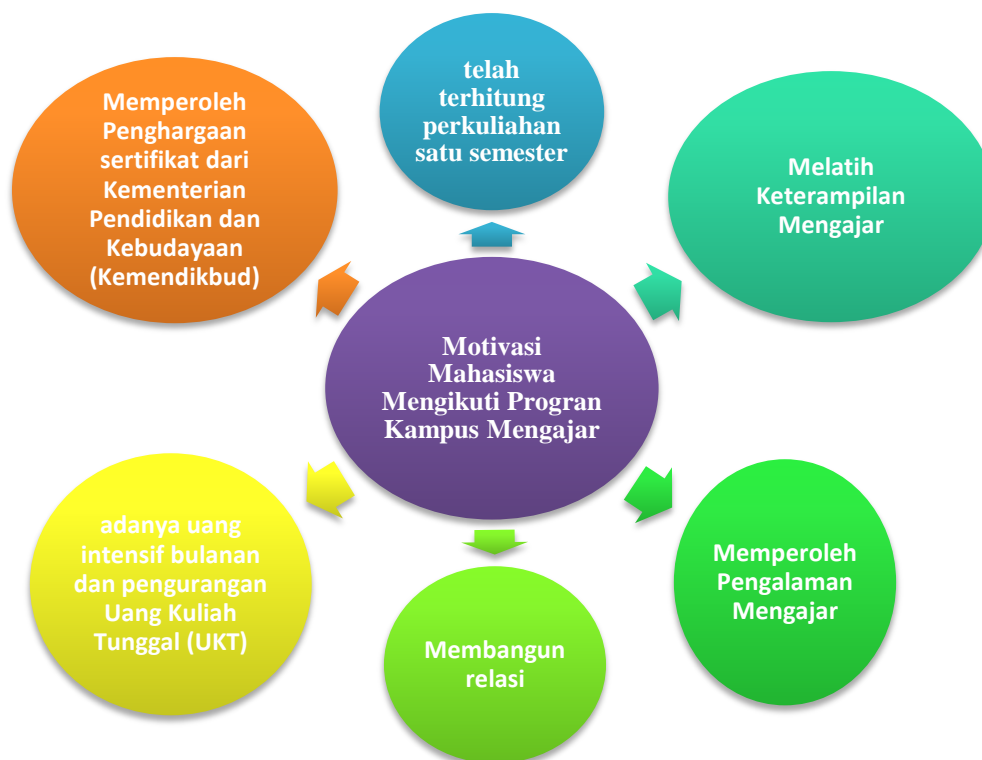 telah
terhitung
perkuliahan
satu semester
Memperoleh
Penghargaan
sertifikat dari
Kementerian
Pendidikan dan
Kebudayaan
(Kemendikbud)
Melatih
Keterampilan
Mengajar
Motivasi
Mahasiswa
Mengikuti Progran
Kampus Mengajar
adanya uang
intensif bulanan
dan pengurangan
Uang Kuliah
Tunggal (UKT)
Memperoleh
Pengalaman
Mengajar
Membangun
relasi